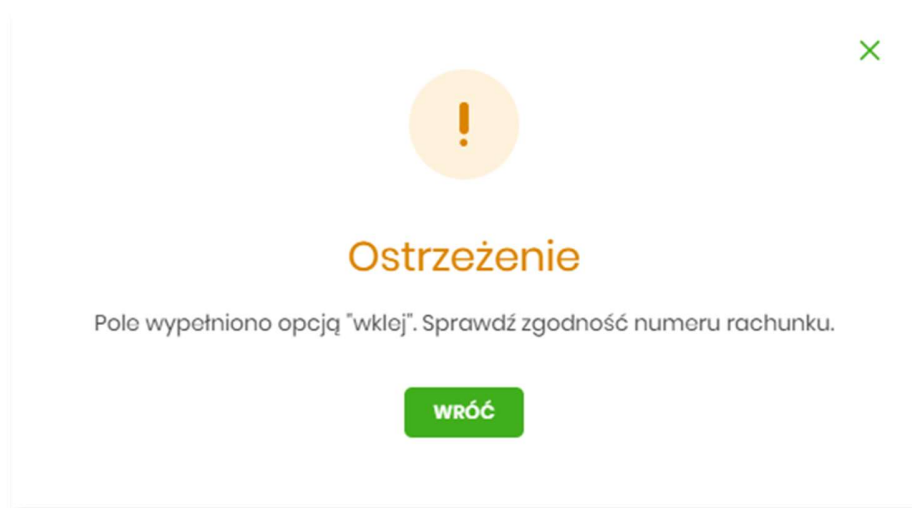 Ostrzeżenie
Pole wypełniono opcją "wklej". Sprawdź zgodność numeru rachunku.
WRÓĆ